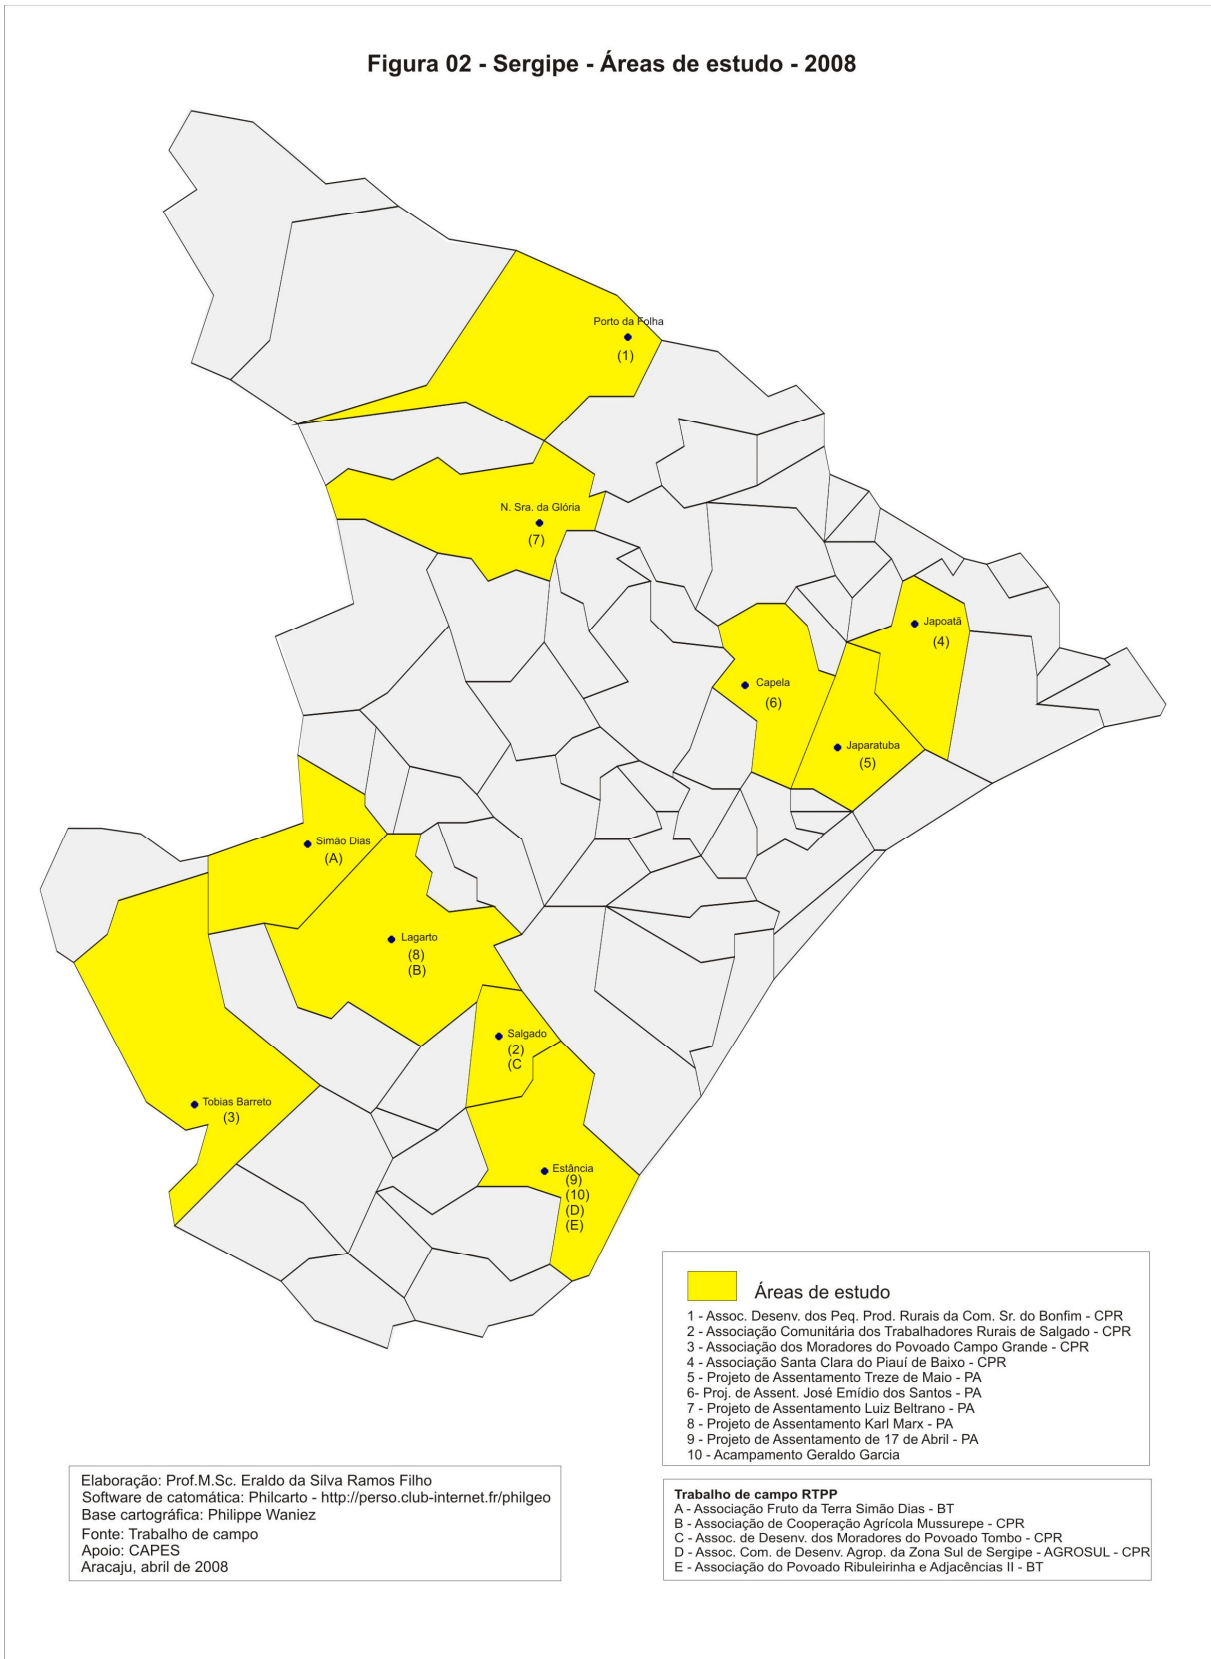 Figura 02 - Sergipe - Áreas de estudo - 2008
Porto da Folha
(1)
N. Sra. da Glória
(7)
Japoatã
(4)
Capela
(6)
Japaratuba
(5)
Simão Dias
(A)
Lagarto
(8)
(B)
Salgado
(2)
(C
Tobias Barreto
(3)
Estância
(9)
(10)
(D)
(E)
Áreas de estudo
1 - Assoc. Desenv. dos Peq. Prod. Rurais da Com. Sr. do Bonfim - CPR
2 - Associação Comunitária dos Trabalhadores Rurais de Salgado - CPR
3 - Associação dos Moradores do Povoado Campo Grande - CPR
4 - Associação Santa Clara do Piauí de Baixo - CPR
5 - Projeto de Assentamento Treze de Maio - PA
6- Proj. de Assent. José Emídio dos Santos - PA
7 - Projeto de Assentamento Luiz Beltrano - PA
8 - Projeto de Assentamento Karl Marx - PA
9 - Projeto de Assentamento de 17 de Abril - PA
10 - Acampamento Geraldo Garcia
Elaboração: Prof.M.Sc. Eraldo da Silva Ramos Filho
Software de catomática: Philcarto - http://perso.club-internet.fr/philgeo
Base cartográfica: Philippe Waniez
Fonte: Trabalho de campo
Apoio: CAPES
Aracaju, abril de 2008
Trabalho de campo RTPP
A - Associação Fruto da Terra Simão Dias - BT
B - Associação de Cooperação Agrícola Mussurepe - CPR
C - Assoc. de Desenv. dos Moradores do Povoado Tombo - CPR
D - Assoc. Com. de Desenv. Agrop. da Zona Sul de Sergipe - AGROSUL - CPR
E - Associação do Povoado Ribuleirinha e Adjacências II - BT